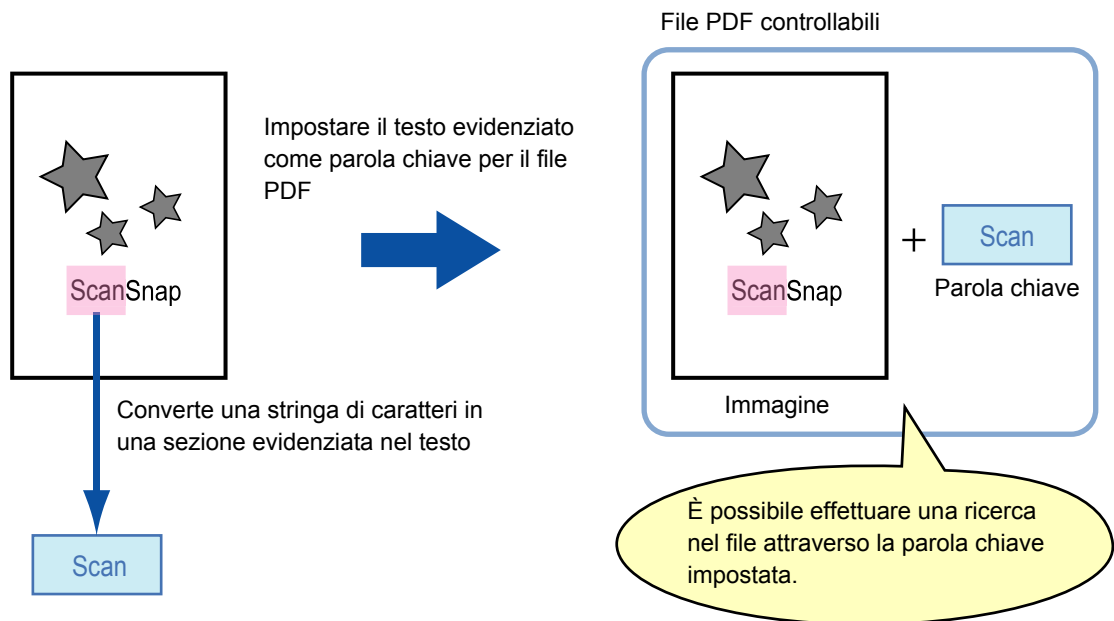 File PDF controllabili
Impostare il testo evidenziato
come parola chiave per il file
PDF
ScanSnap
Converte una stringa di caratteri in
una sezione evidenziata nel testo
Scan
ScanSnap
Immagine
+
Scan
Parola chiave
È possibile effettuare una ricerca
nel file attraverso la parola chiave
impostata.